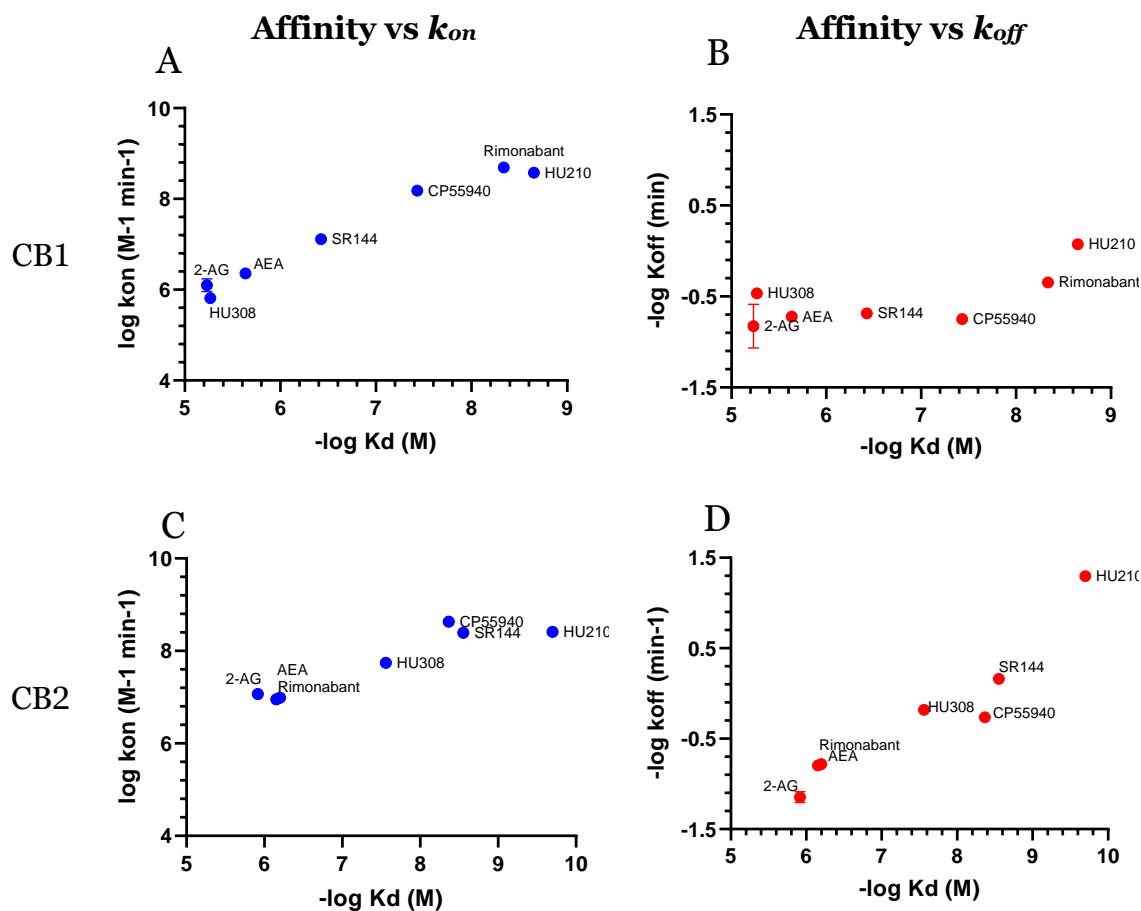 Affinity vs kon
Affinity vs koff
CB1
A
log kon (M-1 min-1)
10
8
6
4
Rimonabant
HU210
CP55940
SR144
2-AG
AEA
HU308
5 6 7 8 9
-log Kd (M)
B
-log Koff (min)
1.5
0.5
-0.5
-1.5
HU210
HU308
Rimonabant
2-AG
AEA
SR144
CP55940
5 6 7 8 9
-log Kd (M)
CB2
C
log kon (M-1 min-1)
10
8
6
4
CP55940
SR144
HU210
HU308
AEA
2-AG
Rimonabant
5 6 7 8 9 10
-log Kd (M)
D
-log koff (min-1)
1.5
0.5
-0.5
-1.5
HU210
SR144
HU308
CP55940
Rimonabant
AEA
2-AG
5 6 7 8 9 10
-log Kd (M)